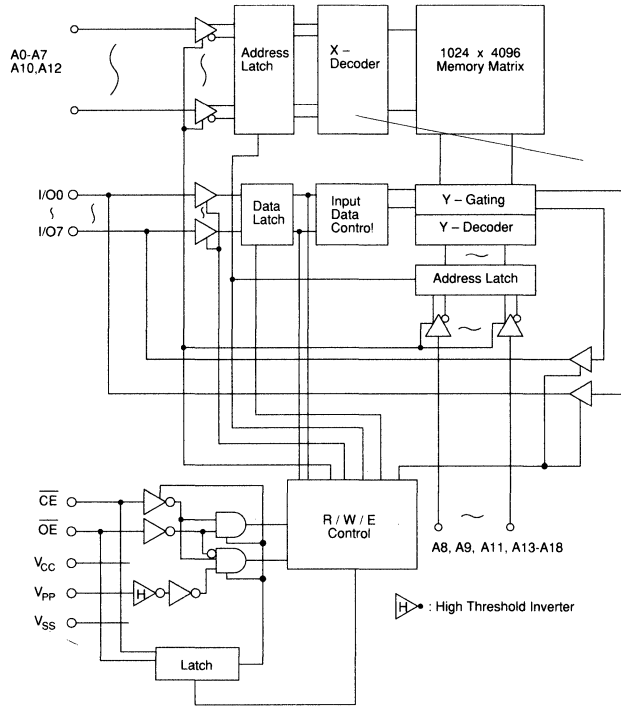 A0-A7
A10,A12
Address
Latch
X –
Decoder
1024 x 4096
Memory Matrix
I/O0
I/O7
Data
Latch
Input
Data
Control
Y – Gating
Y – Decoder
Address Latch
R / W / E
Control
CE
OE
VCC
VPP
VSS
H
Latch
A8, A9, A11, A13-A18
H : High Threshold Inverter